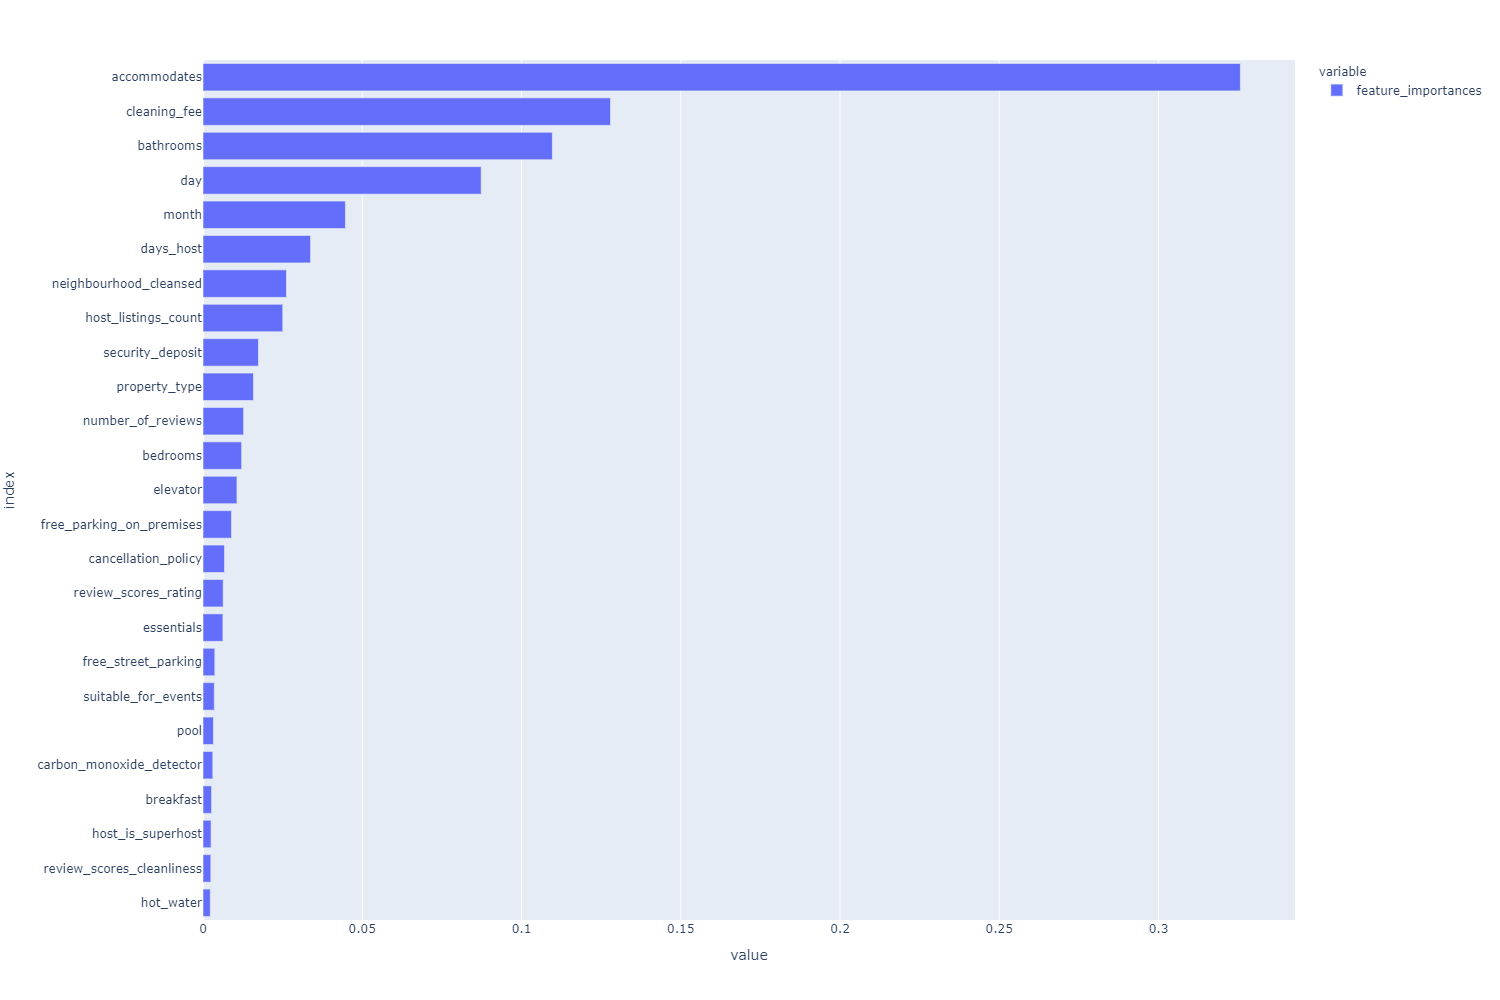 accommodates
cleaning_fee
bathrooms
day
month
days_host
neighbourhood_cleansed
host_listings_count
security_deposit
property_type
number_of_reviews
bedrooms
elevator
free_parking_on_premises
cancellation_policy
review_scores_rating
essentials
free_street_parking
suitable_for_events
pool
carbon_monoxide_detector
breakfast
host_is_superhost
review_scores_cleanliness
hot_water
index
0 0.05 0.1 0.15 0.2 0.25 0.3
value
variable
feature_importances